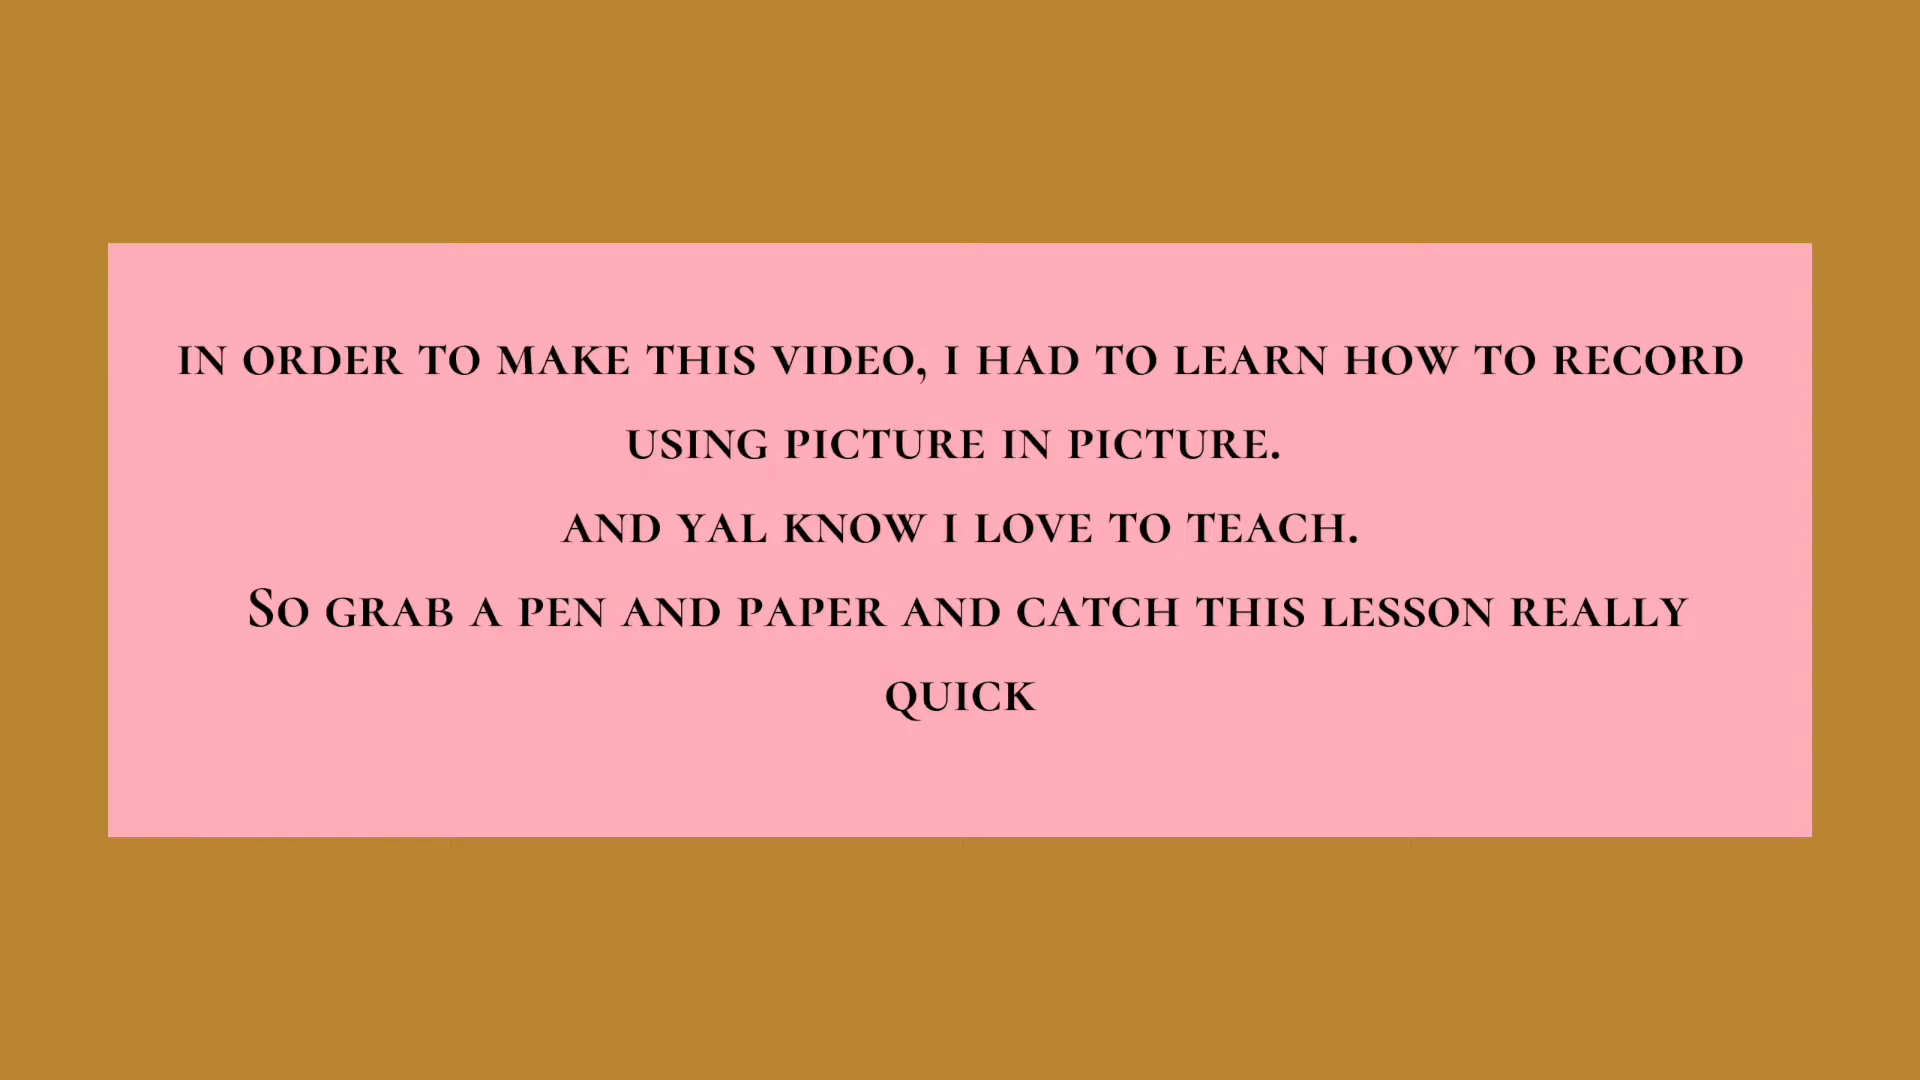 in order to make this video, i had to learn how to record
using picture in picture.
and yal know i love to teach.
So grab a pen and paper and catch this lesson really
quick